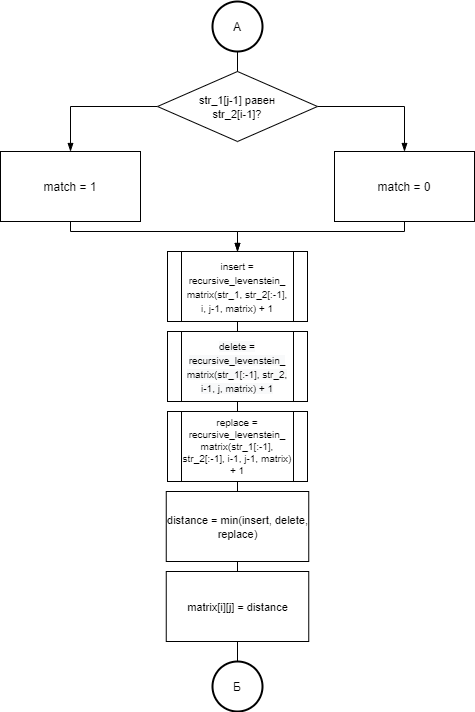 А
str_1[j-1] равен
str_2[i-1]?
match = 1
match = 0
insert =
recursive_levenstein_
matrix(str_1, str_2[:-1],
i, j-1, matrix) + 1
delete =
recursive_levenstein_
matrix(str_1[:-1], str_2,
i-1, j, matrix) + 1
replace =
recursive_levenstein_
matrix(str_1[:-1],
str_2[:-1], i-1, j-1, matrix)
+ 1
distance = min(insert, delete,
replace)
matrix[i][j] = distance
Б